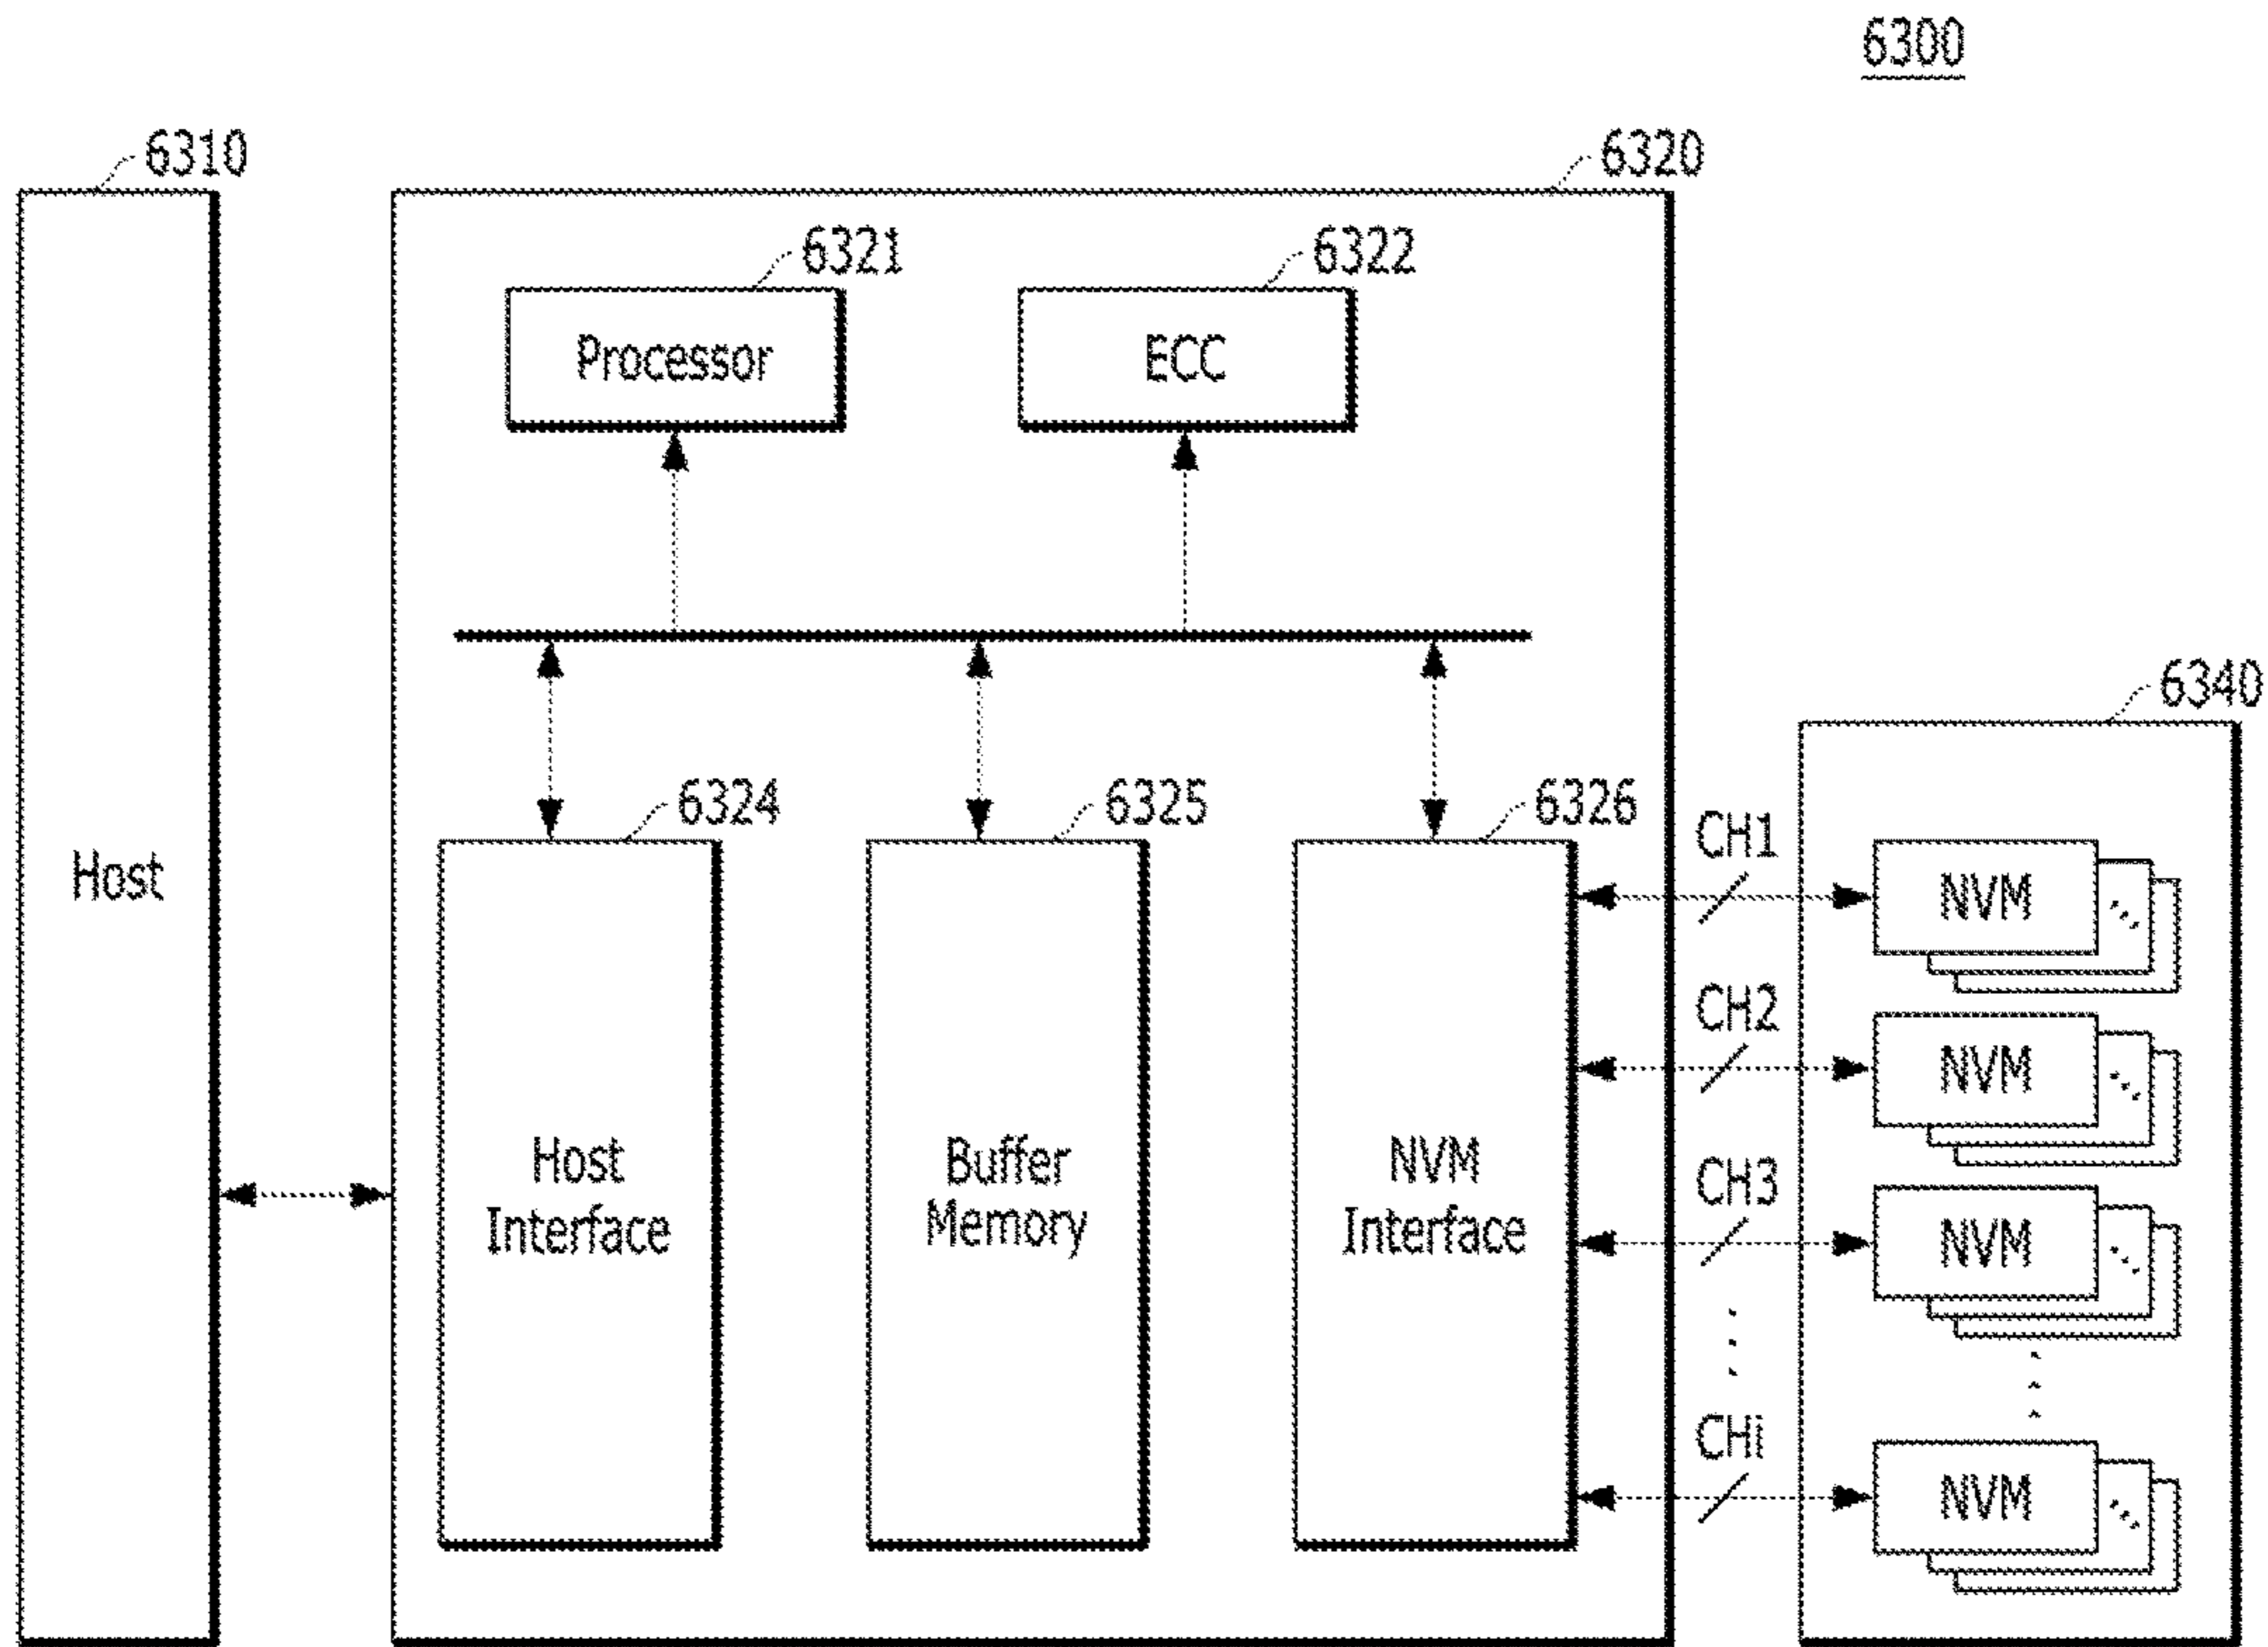 6300
6310
6320
6321
6322
Processor
ECC
6340
6324
6325
6326
CH1
Host
NVM
CH2
NVM
Host
Interface
Buffer
Memory
NVM
Interface
CH3
NVM
CHi
NVM